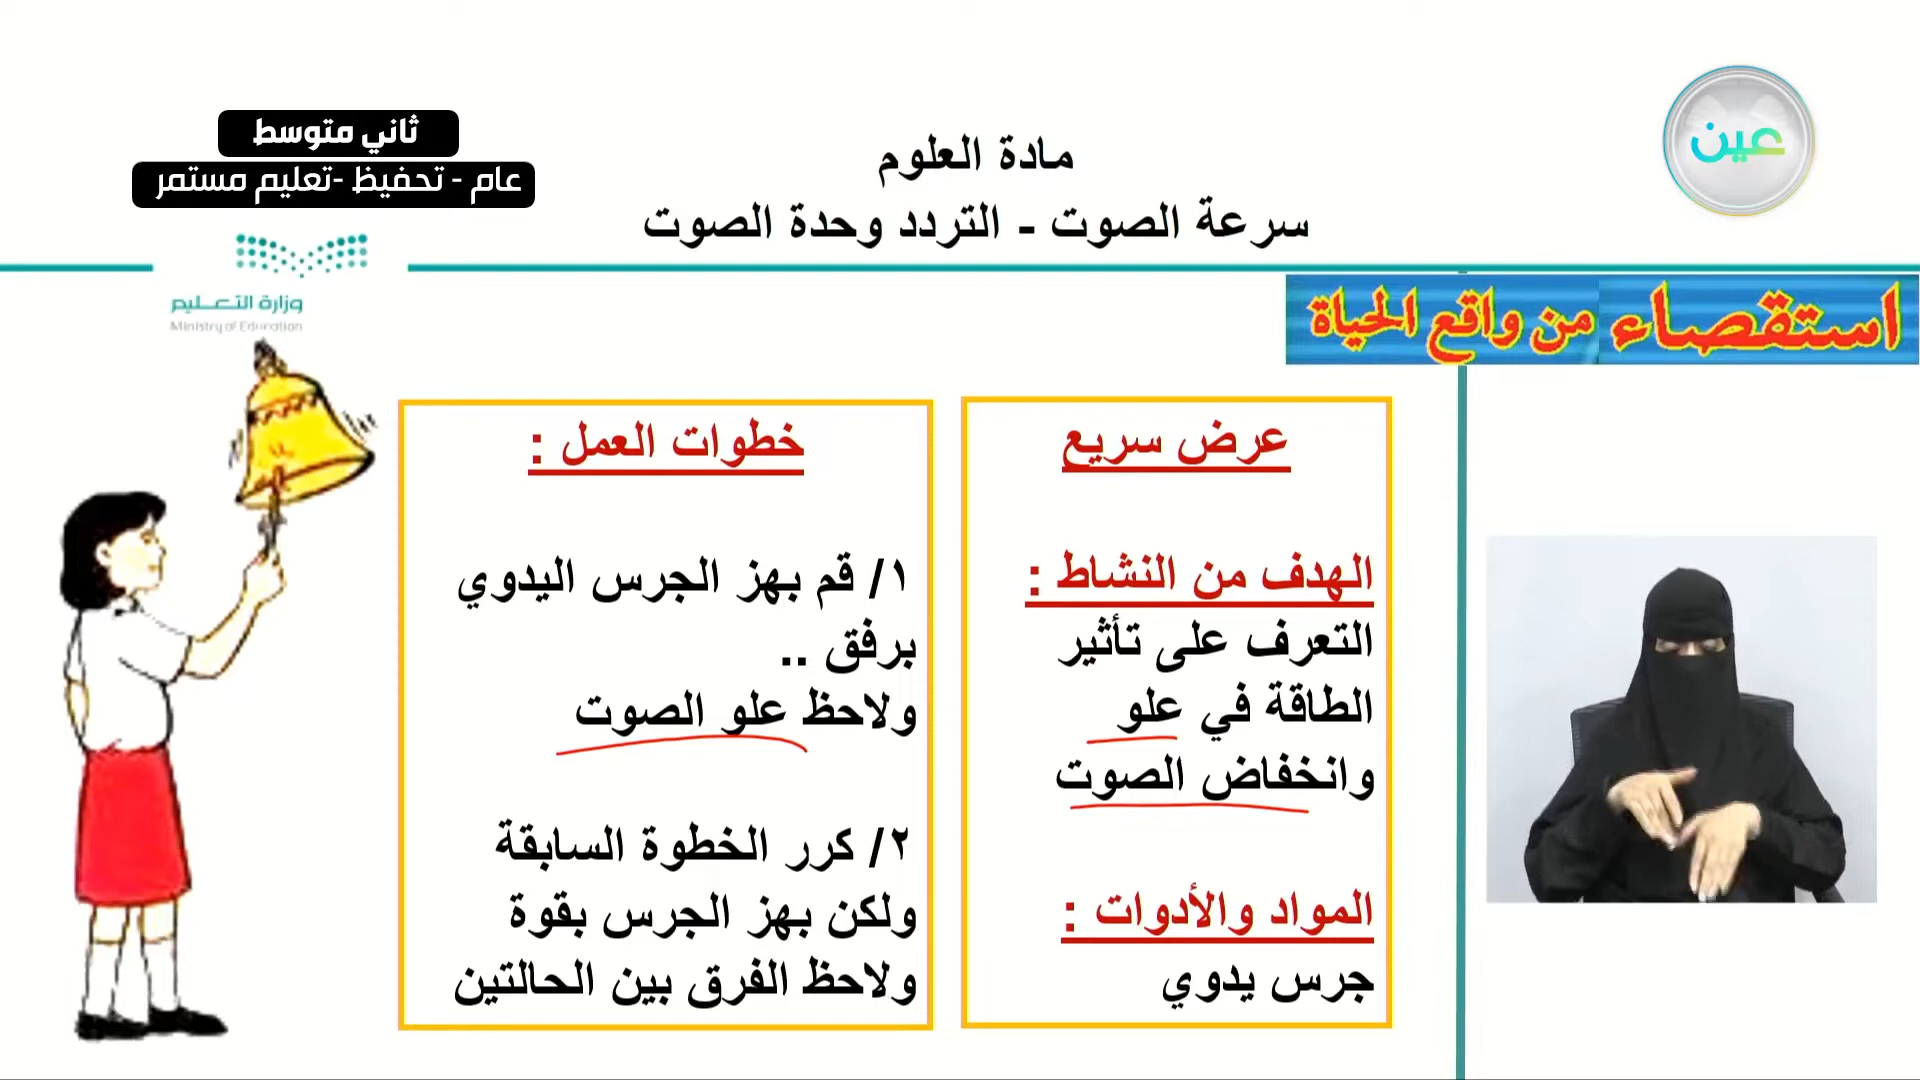 ثاني متوسط
عام - تحفيظ -تعليم مستمر
مادة العلوم
سرعة الصوت - التردد وحدة الصوت
عين
وزارة التعليم
Ministry of Education
استقصاء من واقع الحياة
عرض سريع
الهدف من النشاط :
التعرف على تأثير
الطاقة في علو
وانخفاض الصوت
المواد والأدوات :
جرس يدوي
خطوات العمل :
١/ قم بهز الجرس اليدوي
برفق ..
ولاحظ علو الصوت
٢/ كرر الخطوة السابقة
ولكن بهز الجرس بقوة
ولاحظ الفرق بين الحالتين